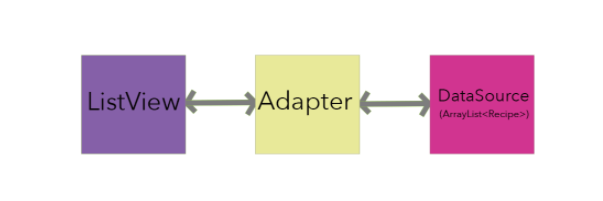 ListView
Adapter
DataSource
(ArrayList<Recipe>)